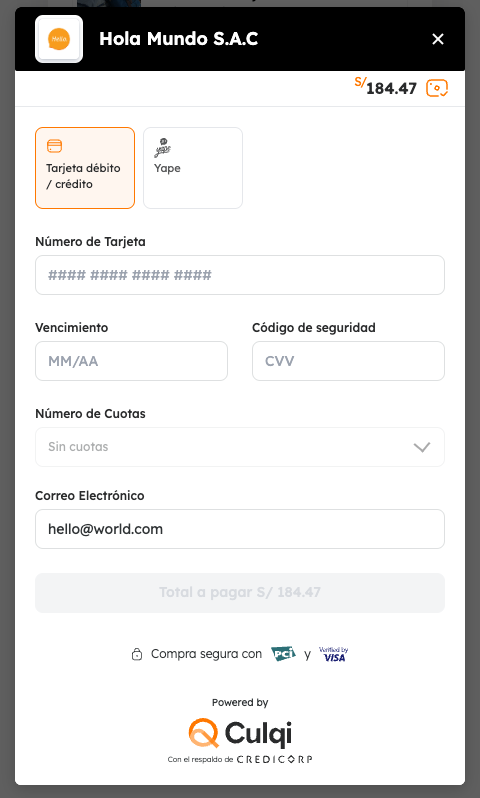 Hello.
Hola Mundo S.A.C
S/184.47
Tarjeta débito
/ crédito
yape
Yape
Número de Tarjeta
#### #### #### ####
Vencimiento
Código de seguridad
MM/AA
CVV
Número de Cuotas
Sin cuotas
Correo Electrónico
hello@world.com
Total a pagar S/ 184.47
Compra segura con PCi y Verified by VISA
Powered by
Culqi
Con el respaldo de CREDICORP